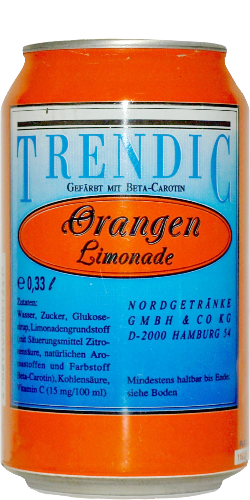 TRENDIC
GEFÄRBT MIT BETA-CAROTIN
Orangen
Limonade
e 0,33 l
Zutaten:
Wasser, Zucker, Glukose-
sirup, Limonadengrundstoff
mit Säuerungsmittel Zitro-
nensäure, natürlichen Aro-
mastoffen und Farbstoff
(Beta-Carotin), Kohlensäure,
Vitamin C (15 mg/100 ml)
NORDGETRÄNKE
GMBH & CO KG
D-2000 HAMBURG 54
Mindestens haltbar bis Ende:
siehe Boden